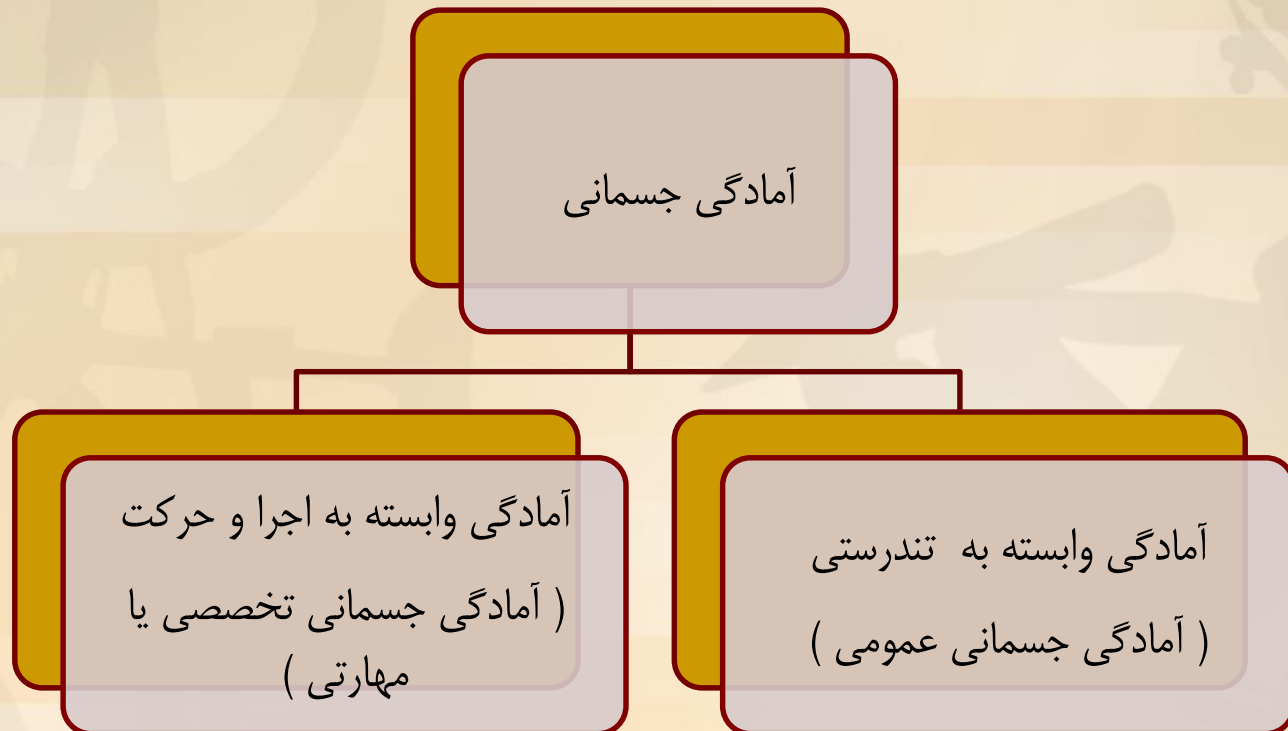 آمادگی جسمانی
آمادگی وابسته به تندرستی
( آمادگی جسمانی عمومی )
آمادگی وابسته به اجرا و حرکت
( آمادگی جسمانی تخصصی یا
مهارتی )